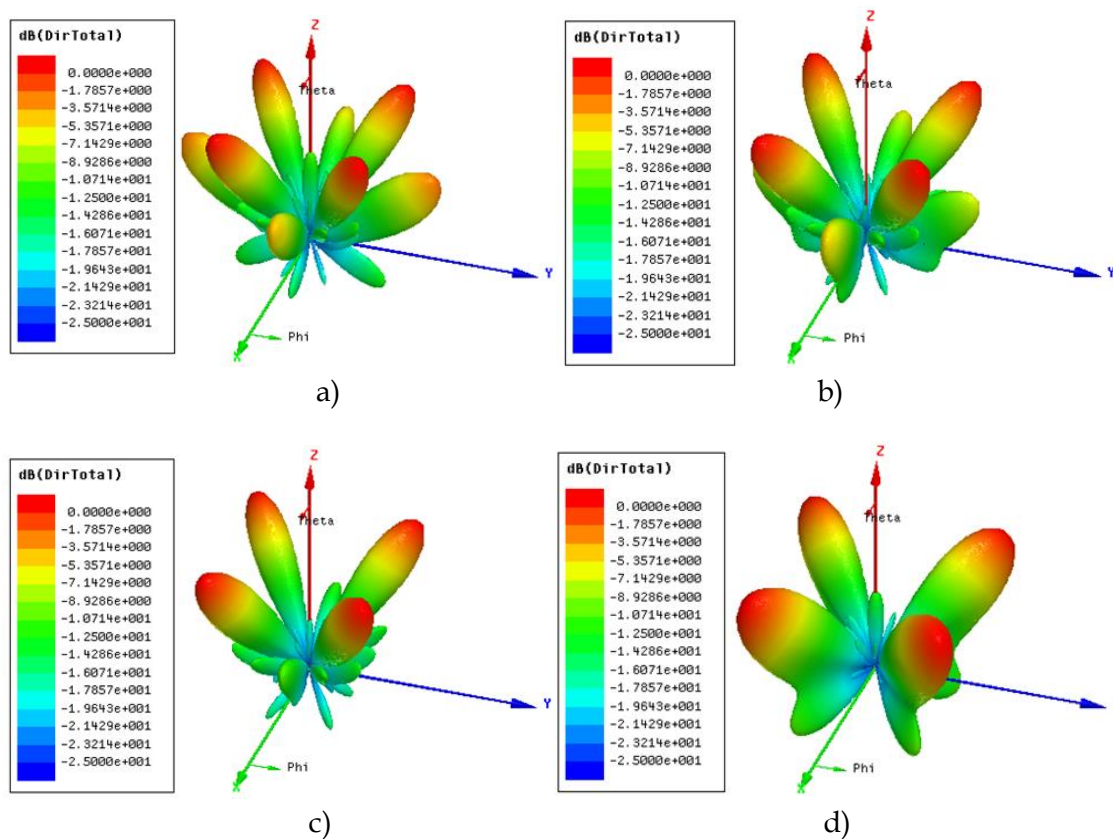 dB(DirTotal)
0.0000e+000
-1.7857e+000
-3.5714e+000
-5.3571e+000
-7.1429e+000
-8.9286e+000
-1.0714e+001
-1.2500e+001
-1.4286e+001
-1.6071e+001
-1.7857e+001
-1.9643e+001
-2.1429e+001
-2.3214e+001
-2.5000e+001
Z
Theta
Y
X
Phi
a)
dB(DirTotal)
0.0000e+000
-1.7857e+000
-3.5714e+000
-5.3571e+000
-7.1429e+000
-8.9286e+000
-1.0714e+001
-1.2500e+001
-1.4286e+001
-1.6071e+001
-1.7857e+001
-1.9643e+001
-2.1429e+001
-2.3214e+001
-2.5000e+001
Z
Theta
Y
X
Phi
b)
dB(DirTotal)
0.0000e+000
-1.7857e+000
-3.5714e+000
-5.3571e+000
-7.1429e+000
-8.9286e+000
-1.0714e+001
-1.2500e+001
-1.4286e+001
-1.6071e+001
-1.7857e+001
-1.9643e+001
-2.1429e+001
-2.3214e+001
-2.5000e+001
Z
Theta
Y
X
Phi
c)
dB(DirTotal)
0.0000e+000
-1.7857e+000
-3.5714e+000
-5.3571e+000
-7.1429e+000
-8.9286e+000
-1.0714e+001
-1.2500e+001
-1.4286e+001
-1.6071e+001
-1.7857e+001
-1.9643e+001
-2.1429e+001
-2.3214e+001
-2.5000e+001
Z
Theta
X
Phi
d)